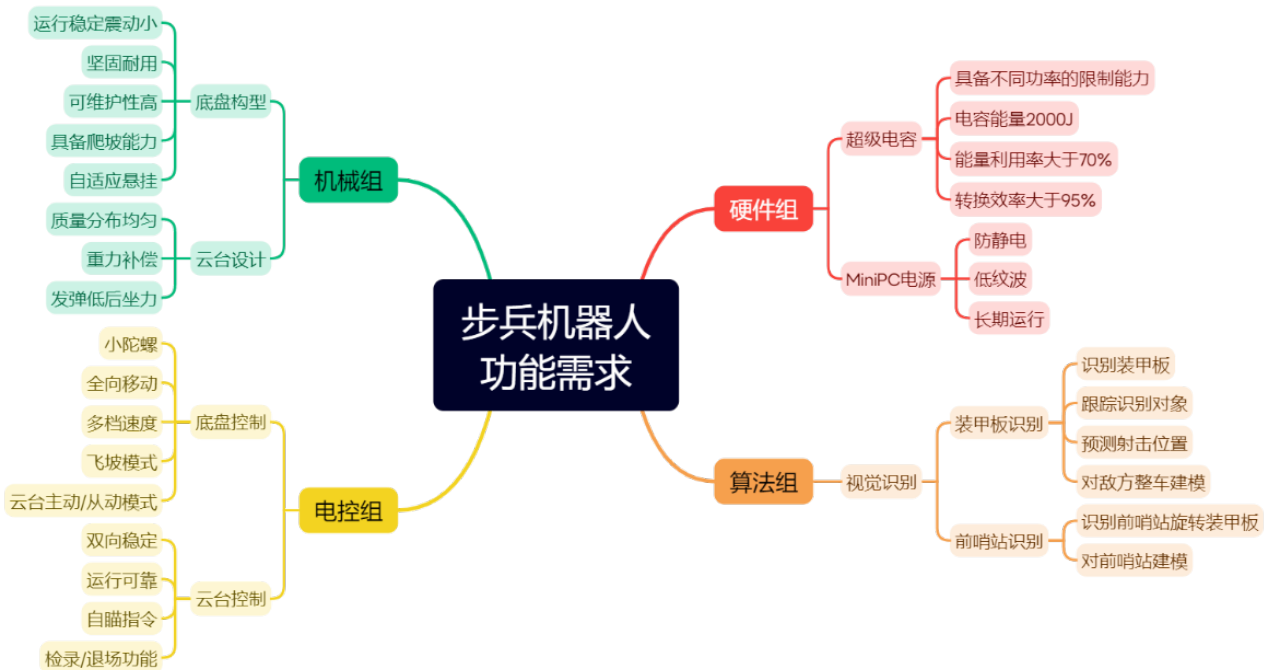 步兵机器人
功能需求
机械组
底盘构型
运行稳定震动小
坚固耐用
可维护性高
具备爬坡能力
自适应悬挂
云台设计
质量分布均匀
重力补偿
发弹低后坐力
电控组
底盘控制
小陀螺
全向移动
多档速度
飞坡模式
云台主动/从动模式
云台控制
双向稳定
运行可靠
自瞄指令
检录/退场功能
硬件组
超级电容
具备不同功率的限制能力
电容能量2000J
能量利用率大于70%
转换效率大于95%
MiniPC电源
防静电
低纹波
长期运行
算法组
视觉识别
装甲板识别
识别装甲板
跟踪识别对象
预测射击位置
对敌方整车建模
前哨站识别
识别前哨站旋转装甲板
对前哨站建模